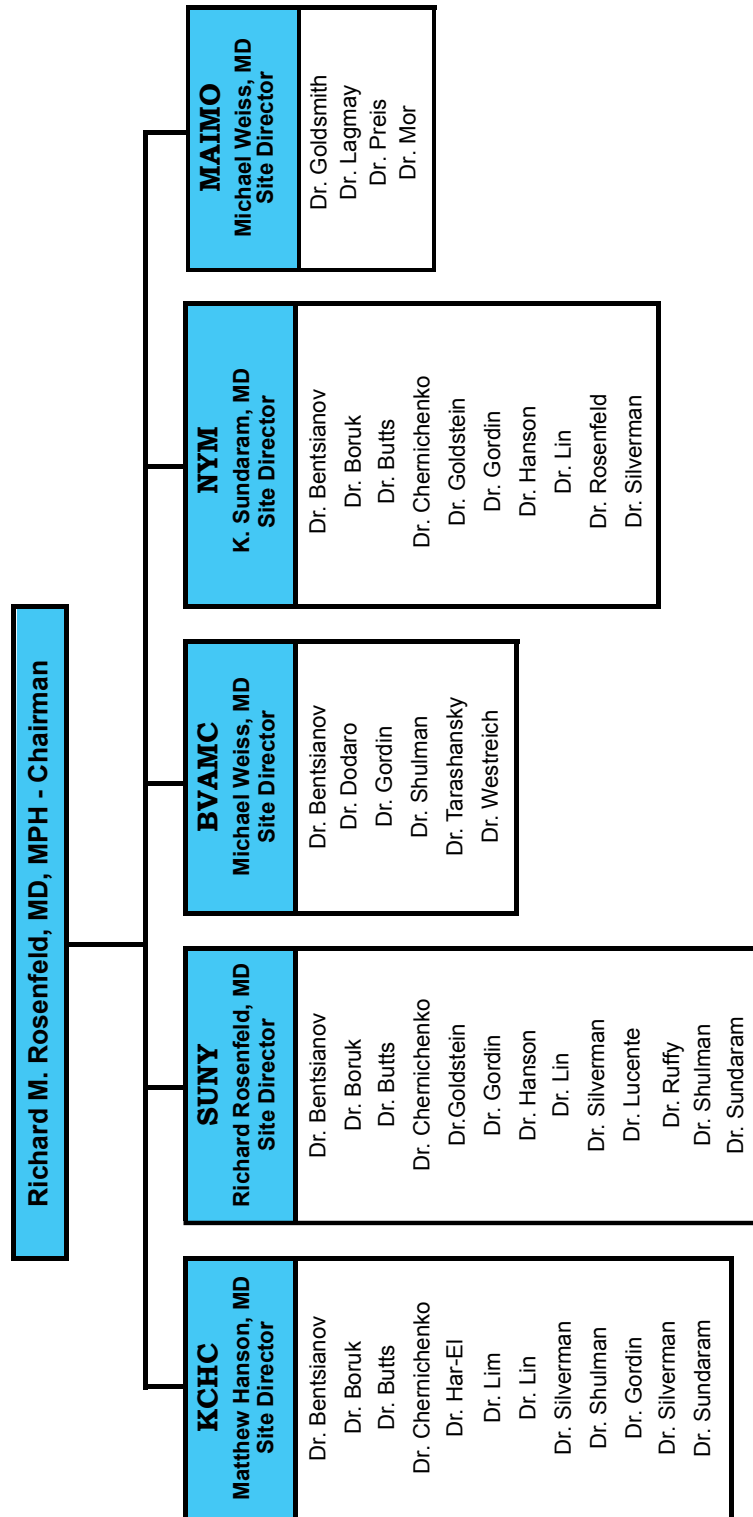 Richard M. Rosenfeld, MD, MPH - Chairman
KCHC
Matthew Hanson, MD
Site Director
Dr. Bentsianov
Dr. Boruk
Dr. Butts
Dr. Chernichenko
Dr. Har-El
Dr. Lim
Dr. Lin
Dr. Silverman
Dr. Shulman
Dr. Gordin
Dr. Silverman
Dr. Sundaram
SUNY
Richard Rosenfeld, MD
Site Director
Dr. Bentsianov
Dr. Boruk
Dr. Butts
Dr. Chernichenko
Dr.Goldstein
Dr. Gordin
Dr. Hanson
Dr. Lin
Dr. Silverman
Dr. Lucente
Dr. Ruffy
Dr. Shulman
Dr. Sundaram
BVAMC
Michael Weiss, MD
Site Director
Dr. Bentsianov
Dr. Dodaro
Dr. Gordin
Dr. Shulman
Dr. Tarashansky
Dr. Westreich
NYM
K. Sundaram, MD
Site Director
Dr. Bentsianov
Dr. Boruk
Dr. Butts
Dr. Chernichenko
Dr. Goldstein
Dr. Gordin
Dr. Hanson
Dr. Lin
Dr. Rosenfeld
Dr. Silverman
MAIMO
Michael Weiss, MD
Site Director
Dr. Goldsmith
Dr. Lagmay
Dr. Preis
Dr. Mor